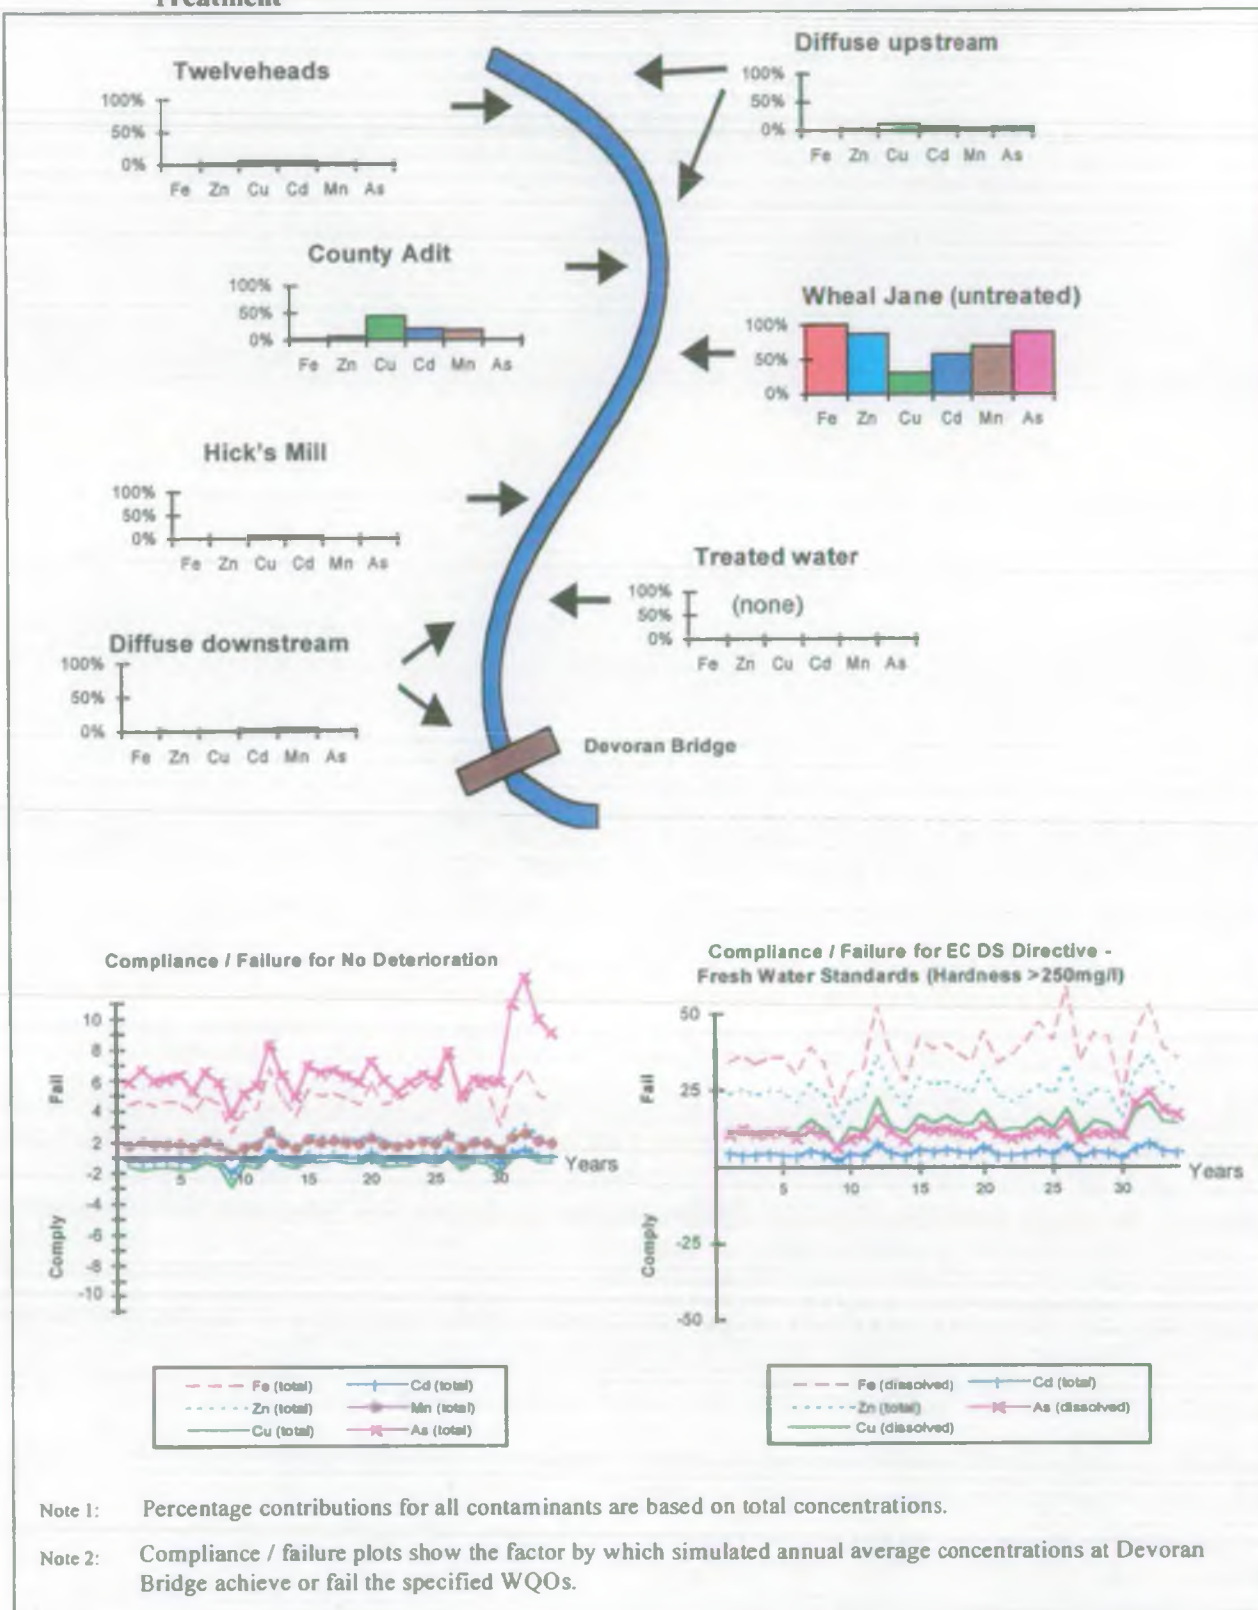 Treatment
Diffuse upstream
100%
50%
0%
Fe Zn Cu Cd Mn As
Twelveheads
100%
50%
0%
Fe Zn Cu Cd Mn As
County Adit
100%
50%
0%
Fe Zn Cu Cd Mn As
Wheal Jane (untreated)
100%
50%
0%
Fe Zn Cu Cd Mn As
Hick's Mill
100%
50%
0%
Fe Zn Cu Cd Mn As
Treated water
100%
50%
0%
(none)
Fe Zn Cu Cd Mn As
Diffuse downstream
100%
50%
0%
Fe Zn Cu Cd Mn As
Devoran Bridge
Compliance / Failure for No Deterioration
10
8
6
4
2
-2
-4
-6
-8
-10
Fail
Comply
5 10 15 20 25 30
Years
Fe (total) Cd (total)
Zn (total) Mn (total)
Cu (total) As (total)
Compliance / Failure for EC DS Directive -
Fresh Water Standards (Hardness >250mg/l)
50
25
-25
-50
Fail
Comply
5 10 15 20 25 30
Years
Fe (dissolved) Cd (total)
Zn (total) As (dissolved)
Cu (dissolved)
Note 1: Percentage contributions for all contaminants are based on total concentrations.
Note 2: Compliance / failure plots show the factor by which simulated annual average concentrations at Devoran
Bridge achieve or fail the specified WQOs.